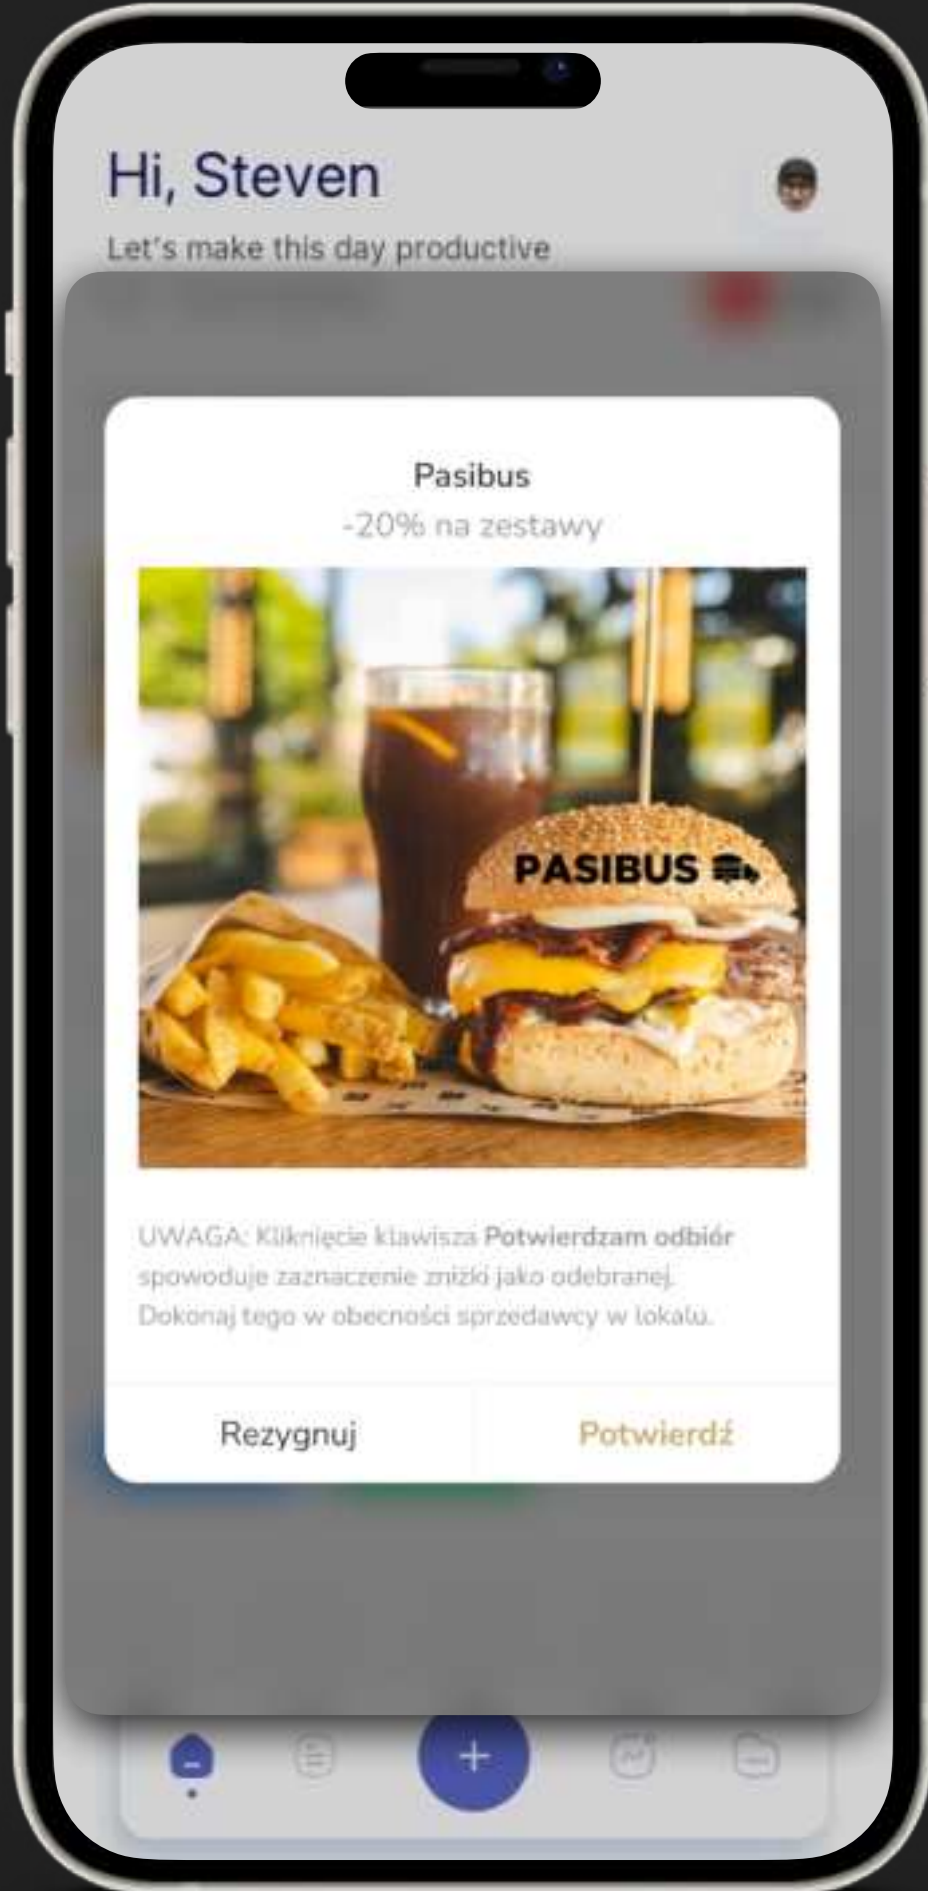 Hi, Steven
Let's make this day productive
Pasibus
-20% na zestawy
PASIBUS
UWAGA: Kliknięcie klawisza Potwierdzam odbiór
spowoduje zaznaczenie zniżki jako odebranej.
Dokonaj tego w obecności sprzedawcy w lokalu.
Rezygnuj
Potwierdź